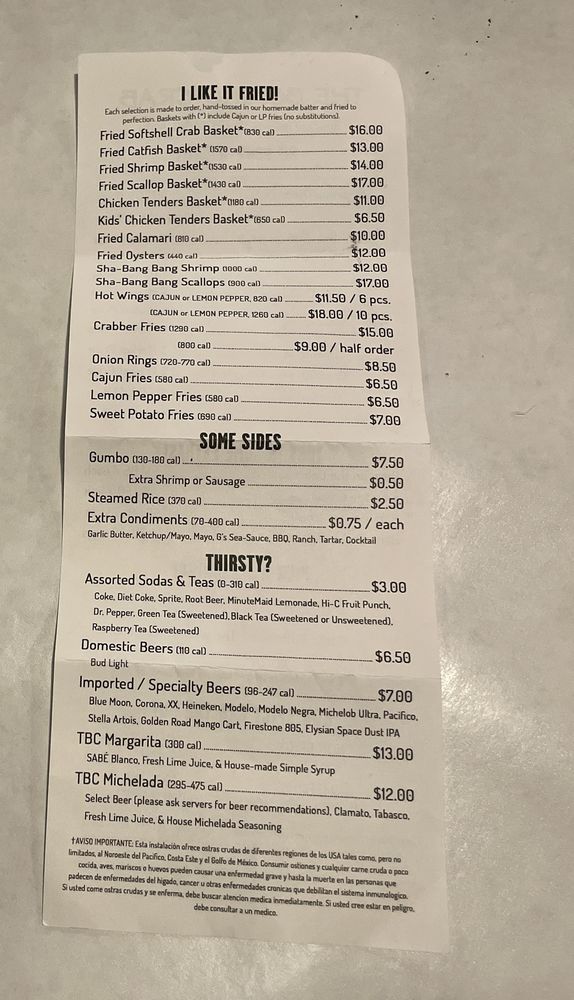 I LIKE IT FRIED!
Each selection is made to order, hand-tossed in our homemade batter and fried to
perfection. Baskets with (*) include Cajun or LP fries (no substitutions).
Fried Softshell Crab Basket*(830 cal) $16.00
Fried Catfish Basket* (1570 cal) $13.00
Fried Shrimp Basket*(1530 cal) $14.00
Fried Scallop Basket*(1430 cal) $17.00
Chicken Tenders Basket*(1180 cal) $11.00
Kids' Chicken Tenders Basket*(650 cal) $6.50
Fried Calamari (810 cal) $10.00
Fried Oysters (440 cal) $12.00
Sha-Bang Bang Shrimp (1000 cal) $12.00
Sha-Bang Bang Scallops (900 cal) $17.00
Hot Wings (CAJUN or LEMON PEPPER, 820 cal) $11.50 / 6 pcs.
(CAJUN or LEMON PEPPER, 1260 cal) $18.00 / 10 pcs.
Crabber Fries (1290 cal) $15.00
(800 cal) $9.00 / half order
Onion Rings (720-770 cal) $8.50
Cajun Fries (580 cal) $6.50
Lemon Pepper Fries (580 cal) $6.50
Sweet Potato Fries (690 cal) $7.00
SOME SIDES
Gumbo (130-180 cal) $7.50
Extra Shrimp or Sausage $0.50
Steamed Rice (370 cal) $2.50
Extra Condiments (70-400 cal) $0.75 / each
Garlic Butter, Ketchup/Mayo, Mayo, G's Sea-Sauce, BBQ, Ranch, Tartar, Cocktail
THIRSTY?
Assorted Sodas & Teas (0-310 cal) $3.00
Coke, Diet Coke, Sprite, Root Beer, MinuteMaid Lemonade, Hi-C Fruit Punch,
Dr. Pepper, Green Tea (Sweetened), Black Tea (Sweetened or Unsweetened),
Raspberry Tea (Sweetened)
Domestic Beers (110 cal) $6.50
Bud Light
Imported / Specialty Beers (96-247 cal) $7.00
Blue Moon, Corona, XX, Heineken, Modelo, Modelo Negra, Michelob Ultra, Pacifico,
Stella Artois, Golden Road Mango Cart, Firestone 805, Elysian Space Dust IPA
TBC Margarita (300 cal) $13.00
SABÉ Blanco, Fresh Lime Juice, & House-made Simple Syrup
TBC Michelada (295-475 cal) $12.00
Select Beer (please ask servers for beer recommendations), Clamato, Tabasco,
Fresh Lime Juice, & House Michelada Seasoning
†AVISO IMPORTANTE: Esta instalación ofrece ostras crudas de diferentes regiones de los USA tales como, pero no
limitados, al Noroeste del Pacifico, Costa Este y el Golfo de México. Consumir ostiones y cualquier carne cruda o poco
cocida, aves, mariscos o huevos pueden causar una enfermedad grave y hasta la muerte en las personas que
padecen de enfermedades del higado, cancer u otras enfermedades cronicas que debilitan el sistema inmunologico.
Si usted come ostras crudas y se enferma, debe buscar atencion medica inmediatamente. Si usted cree estar en peligro,
debe consultar a un medico.